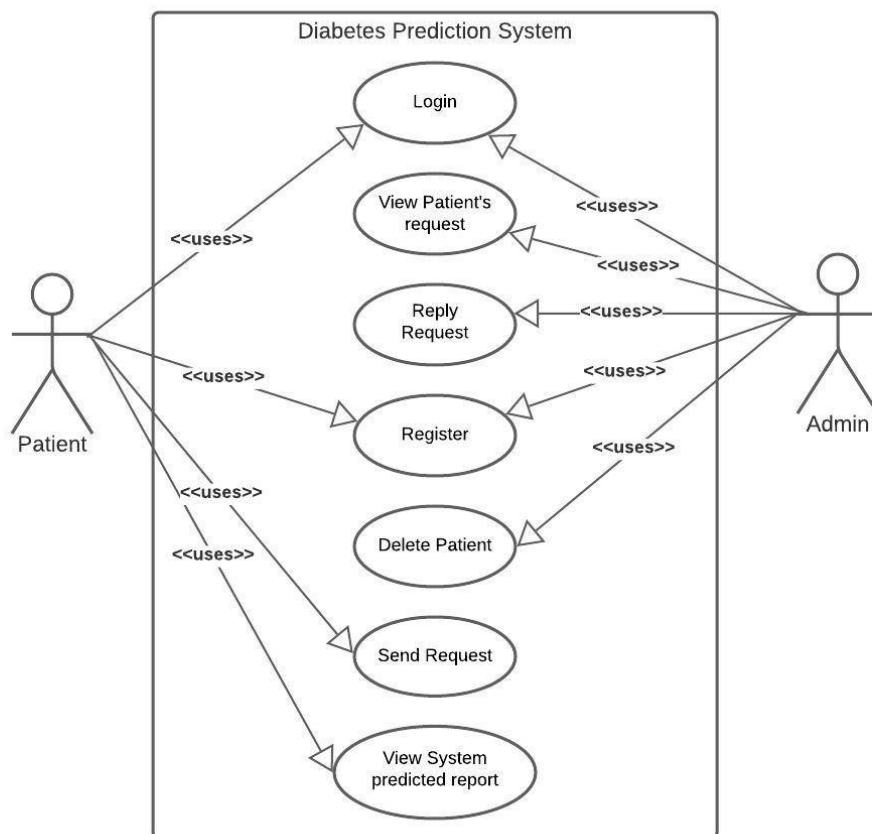 Diabetes Prediction System
Login
View Patient's
request
<<uses>>
<<uses>>
<<uses>>
Reply
Request
<<uses>>
<<uses>>
<<uses>>
Register
Patient
Admin
<<uses>>
<<uses>>
Delete Patient
<<uses>>
Send Request
View System
predicted report